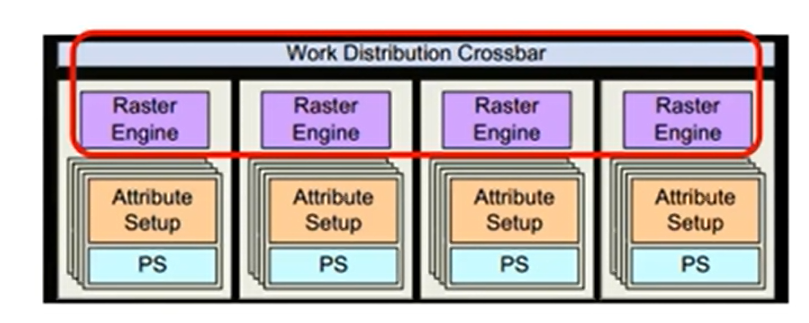 Work Distribution Crossbar
Raster Raster Raster Raster
Engine Engine Engine Engine
Attribute Attribute Attribute Attribute
Setup Setup Setup Setup
PS PS PS PS